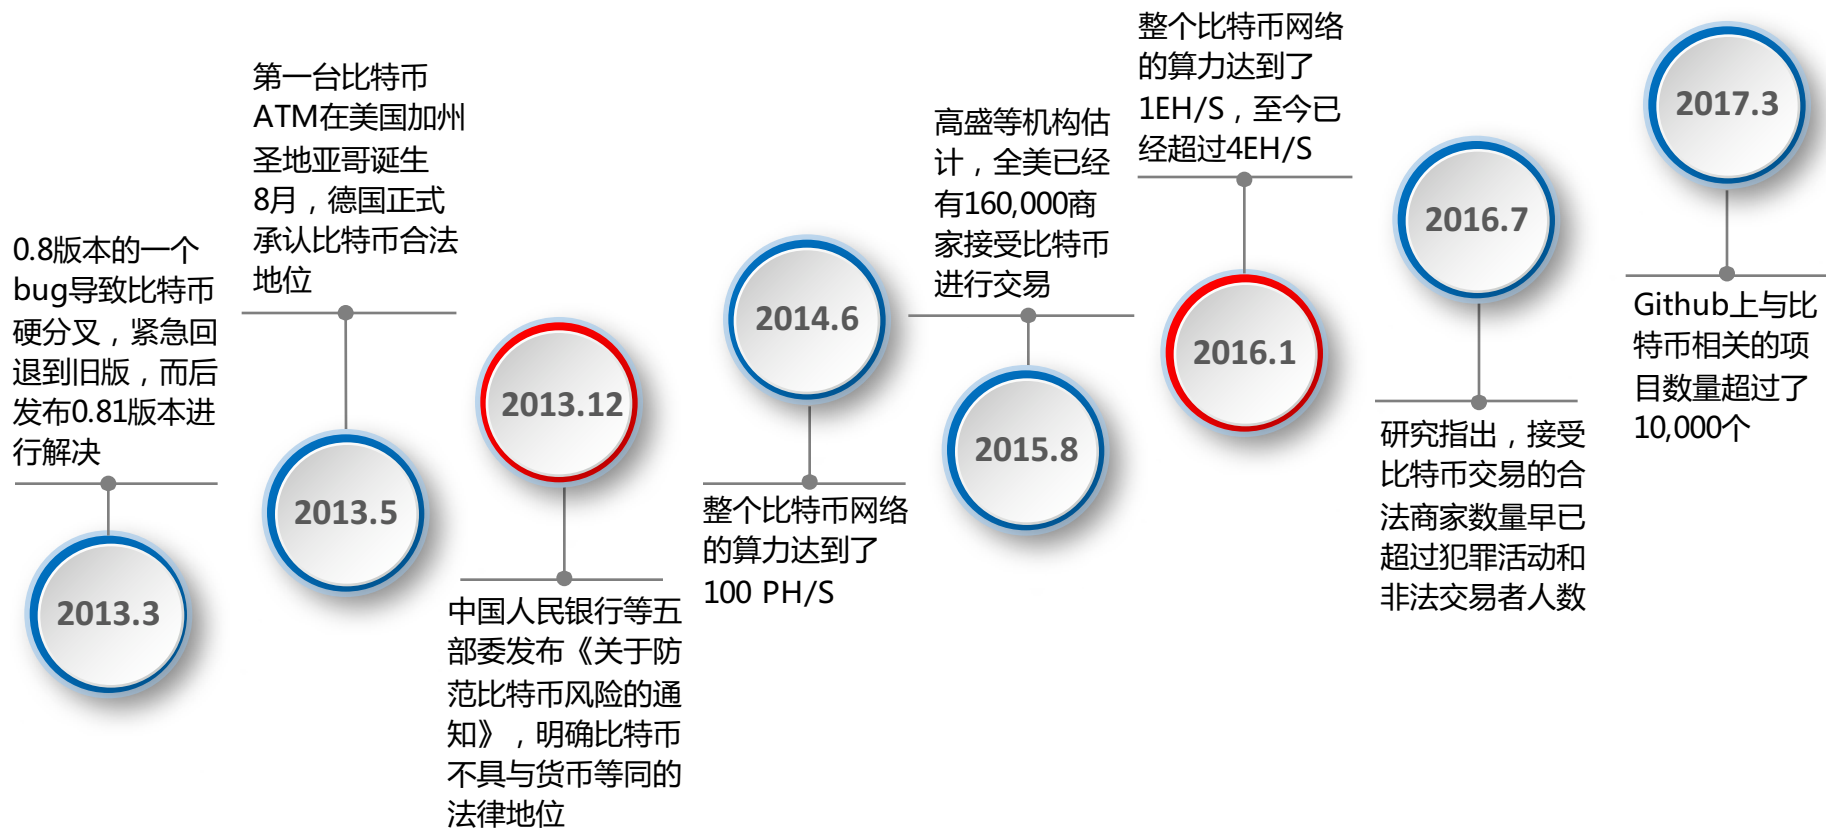 0.8版本的一个
bug导致比特币
硬分叉，紧急回
退到旧版，而后
发布0.81版本进
行解决
2013.3
第一台比特币
ATM在美国加州
圣地亚哥诞生
8月，德国正式
承认比特币合法
地位
2013.5
2013.12
中国人民银行等五
部委发布《关于防
范比特币风险的通
知》，明确比特币
不具与货币等同的
法律地位
2014.6
整个比特币网络
的算力达到了
100 PH/S
高盛等机构估
计，全美已经
有160,000商
家接受比特币
进行交易
2015.8
整个比特币网络
的算力达到了
1EH/S，至今已
经超过4EH/S
2016.1
2016.7
研究指出，接受
比特币交易的合
法商家数量早已
超过犯罪活动和
非法交易者人数
2017.3
Github上与比
特币相关的项
目数量超过了
10,000个